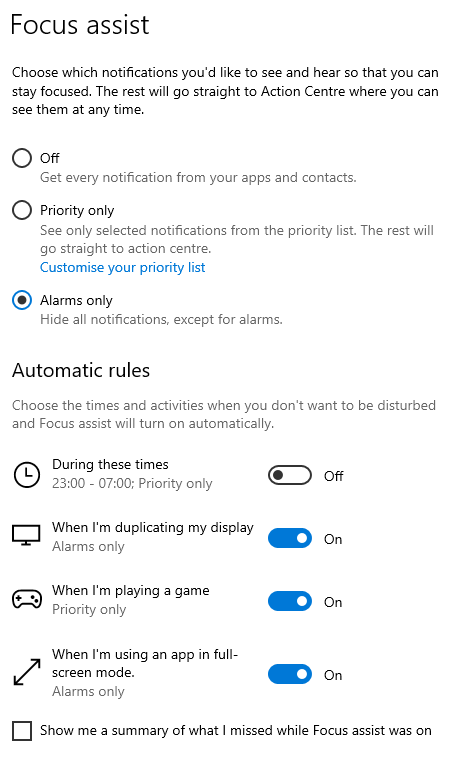 Focus assist
Choose which notifications you'd like to see and hear so that you can
stay focused. The rest will go straight to Action Centre where you can
see them at any time.
Off
Get every notification from your apps and contacts.
Priority only
See only selected notifications from the priority list. The rest will
go straight to action centre.
Customise your priority list
Alarms only
Hide all notifications, except for alarms.
Automatic rules
Choose the times and activities when you don't want to be disturbed
and Focus assist will turn on automatically.
During these times
23:00 - 07:00; Priority only
Off
When I'm duplicating my display
Alarms only
On
When I'm playing a game
Priority only
On
When I'm using an app in full-
screen mode.
Alarms only
On
Show me a summary of what I missed while Focus assist was on